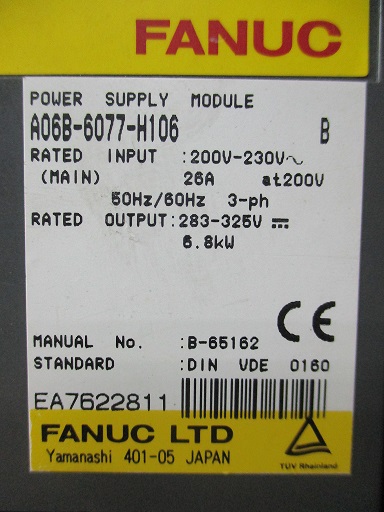 FANUC
POWER SUPPLY MODULE
A06B-6077-H106 B
RATED INPUT :200V-230V~
(MAIN) 26A at200V
50Hz/60Hz 3-ph
RATED OUTPUT:283-325V ⎓
6.8kW
CE
MANUAL No. :B-65162
STANDARD :DIN VDE 0160
EA7622811
FANUC LTD
Yamanashi 401-05 JAPAN
TÜV Rheinland